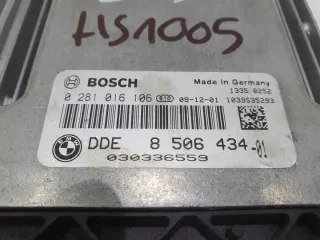 HS1005
BOSCH
Made in Germany
1335 0252
0 281 016 106 610 09-12-01 1039S35293
DDE 8 506 434-01
030336559